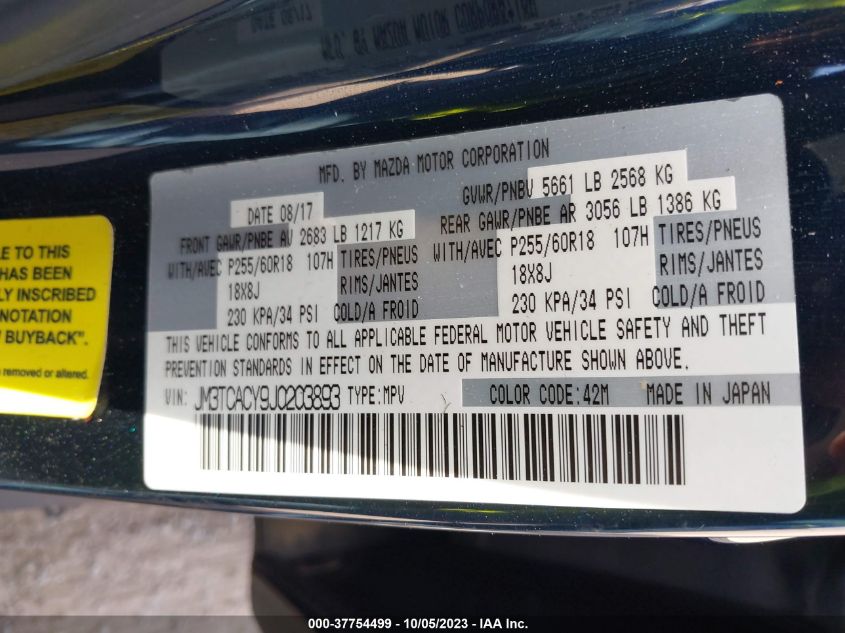 MFD. BY MAZDA MOTOR CORPORATION
DATE 08/17
GVWR/PNBV 5661 LB 2568 KG
FRONT GAWR/PNBE AV 2683 LB 1217 KG
REAR GAWR/PNBE AR 3056 LB 1386 KG
WITH/AVEC P255/60R18 107H TIRES/PNEUS
18X8J RIMS/JANTES
230 KPA/34 PSI COLD/A FROID
WITH/AVEC P255/60R18 107H TIRES/PNEUS
18X8J RIMS/JANTES
230 KPA/34 PSI COLD/A FROID
THIS VEHICLE CONFORMS TO ALL APPLICABLE FEDERAL MOTOR VEHICLE SAFETY AND THEFT
PREVENTION STANDARDS IN EFFECT ON THE DATE OF MANUFACTURE SHOWN ABOVE.
VIN: JM3TCACY9J0203893 TYPE:MPV
COLOR CODE:42M MADE IN JAPAN
LE TO THIS
HAS BEEN
LY INSCRIBED
NOTATION
BUYBACK".
removed or altered.
000-37754499 - 10/05/2023 - IAA Inc.